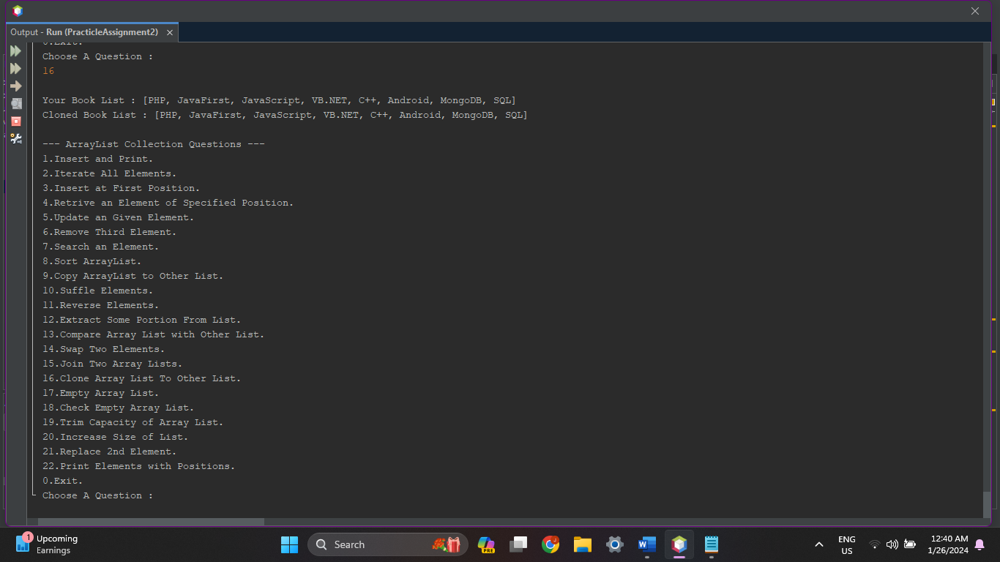 Output - Run (PracticleAssignment2)
0.Exit.
Choose A Question :
16
Your Book List : [PHP, JavaFirst, JavaScript, VB.NET, C++, Android, MongoDB, SQL]
Cloned Book List : [PHP, JavaFirst, JavaScript, VB.NET, C++, Android, MongoDB, SQL]
--- ArrayList Collection Questions ---
1.Insert and Print.
2.Iterate All Elements.
3.Insert at First Position.
4.Retrive an Element of Specified Position.
5.Update an Given Element.
6.Remove Third Element.
7.Search an Element.
8.Sort ArrayList.
9.Copy ArrayList to Other List.
10.Suffle Elements.
11.Reverse Elements.
12.Extract Some Portion From List.
13.Compare Array List with Other List.
14.Swap Two Elements.
15.Join Two Array Lists.
16.Clone Array List To Other List.
17.Empty Array List.
18.Check Empty Array List.
19.Trim Capacity of Array List.
20.Increase Size of List.
21.Replace 2nd Element.
22.Print Elements with Positions.
0.Exit.
Choose A Question :
1
Upcoming
Earnings
Search
PRE
ENG
US
12:40 AM
1/26/2024